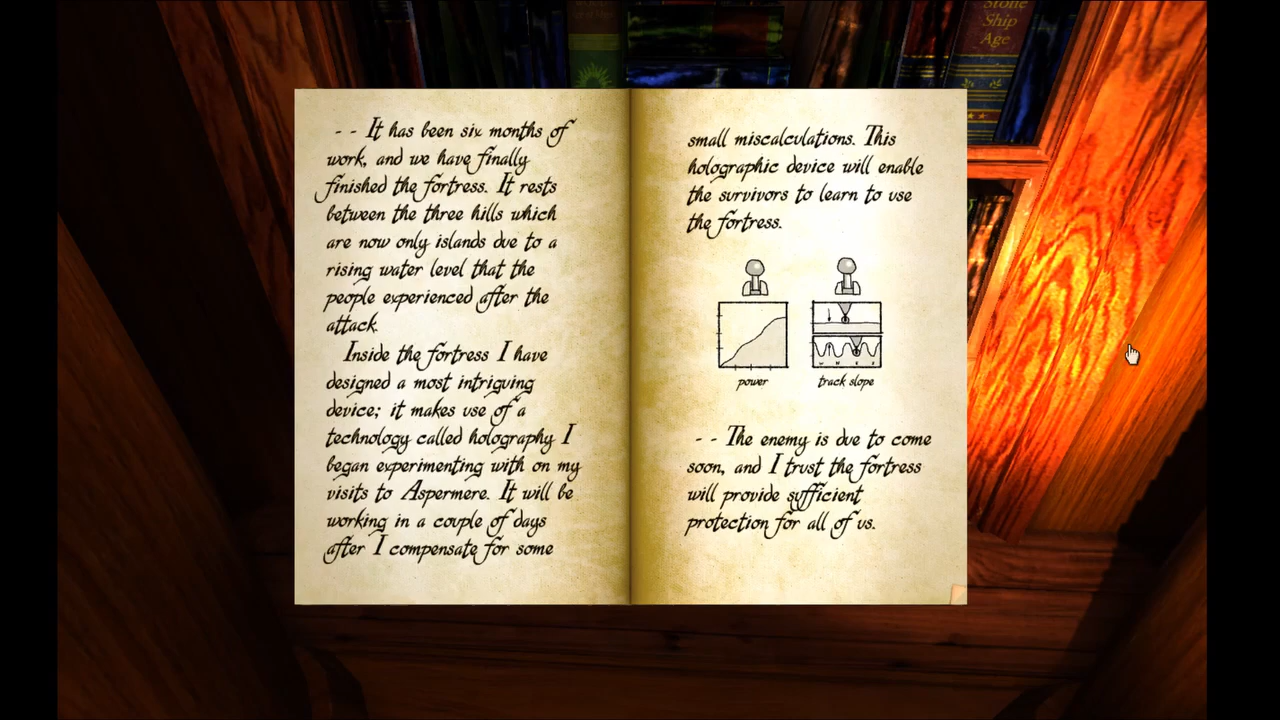 Stone
Ship
Age
- - It has been six months of
work, and we have finally
finished the fortress. It rests
between the three hills which
are now only islands due to a
rising water level that the
people experienced after the
attack.
Inside the fortress I have
designed a most intriguing
device; it makes use of a
technology called holography I
began experimenting with on my
visits to Aspermere. It will be
working in a couple of days
after I compensate for some
small miscalculations. This
holographic device will enable
the survivors to learn to use
the fortress.
power
track slope
- - The enemy is due to come
soon, and I trust the fortress
will provide sufficient
protection for all of us.